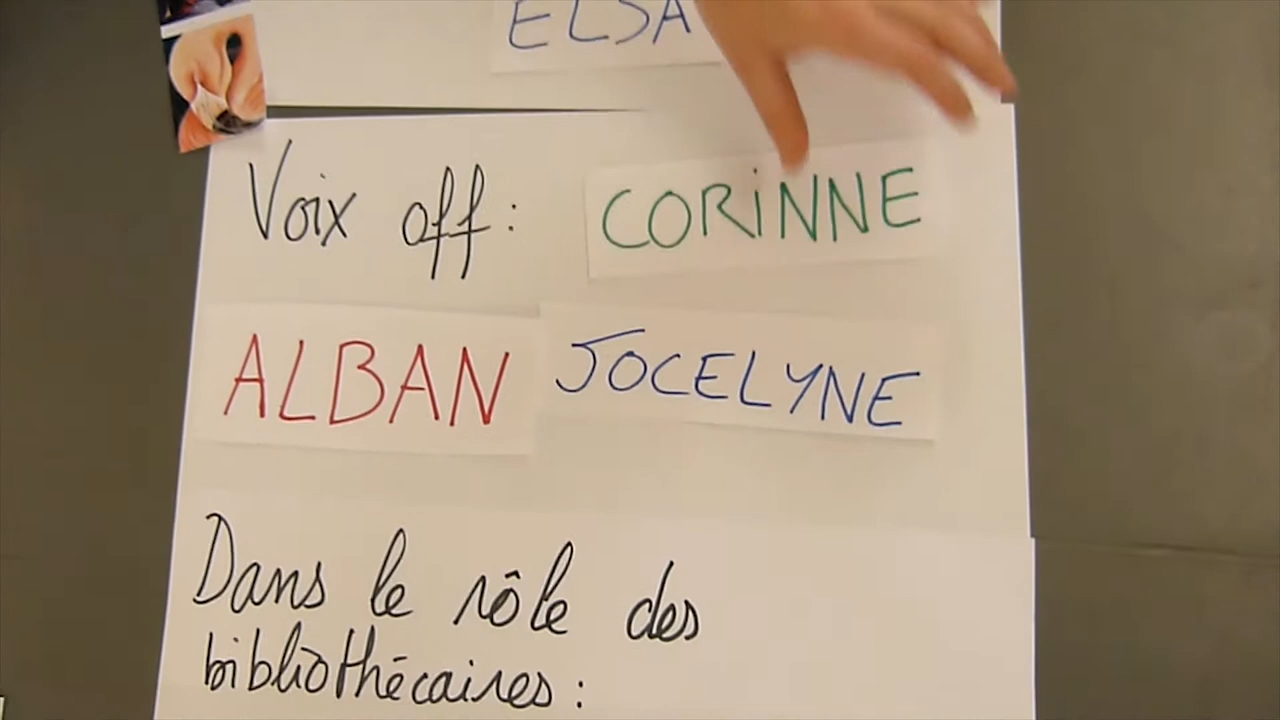 ELSA
Voix off : CORiNNE
ALBAN JOCELYNE
Dans le rôle des
bibliothécaires :